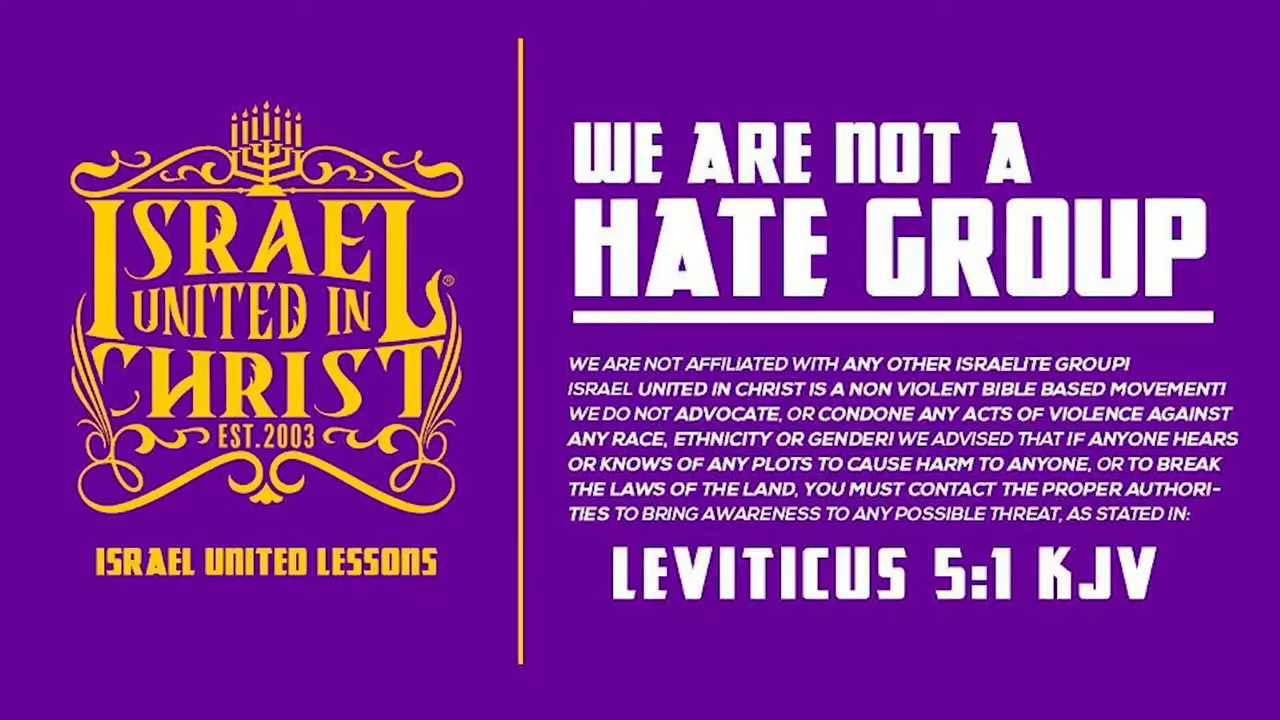 ISRAEL
UNITED IN
CHRIST
EST.2003
ISRAEL UNITED LESSONS
WE ARE NOT A
HATE GROUP
WE ARE NOT AFFILIATED WITH ANY OTHER ISRAELITE GROUP!
ISRAEL UNITED IN CHRIST IS A NON VIOLENT BIBLE BASED MOVEMENT!
WE DO NOT ADVOCATE, OR CONDONE ANY ACTS OF VIOLENCE AGAINST
ANY RACE, ETHNICITY OR GENDER! WE ADVISED THAT IF ANYONE HEARS
OR KNOWS OF ANY PLOTS TO CAUSE HARM TO ANYONE, OR TO BREAK
THE LAWS OF THE LAND, YOU MUST CONTACT THE PROPER AUTHORI-
TIES TO BRING AWARENESS TO ANY POSSIBLE THREAT, AS STATED IN:
LEVITICUS 5:1 KJV